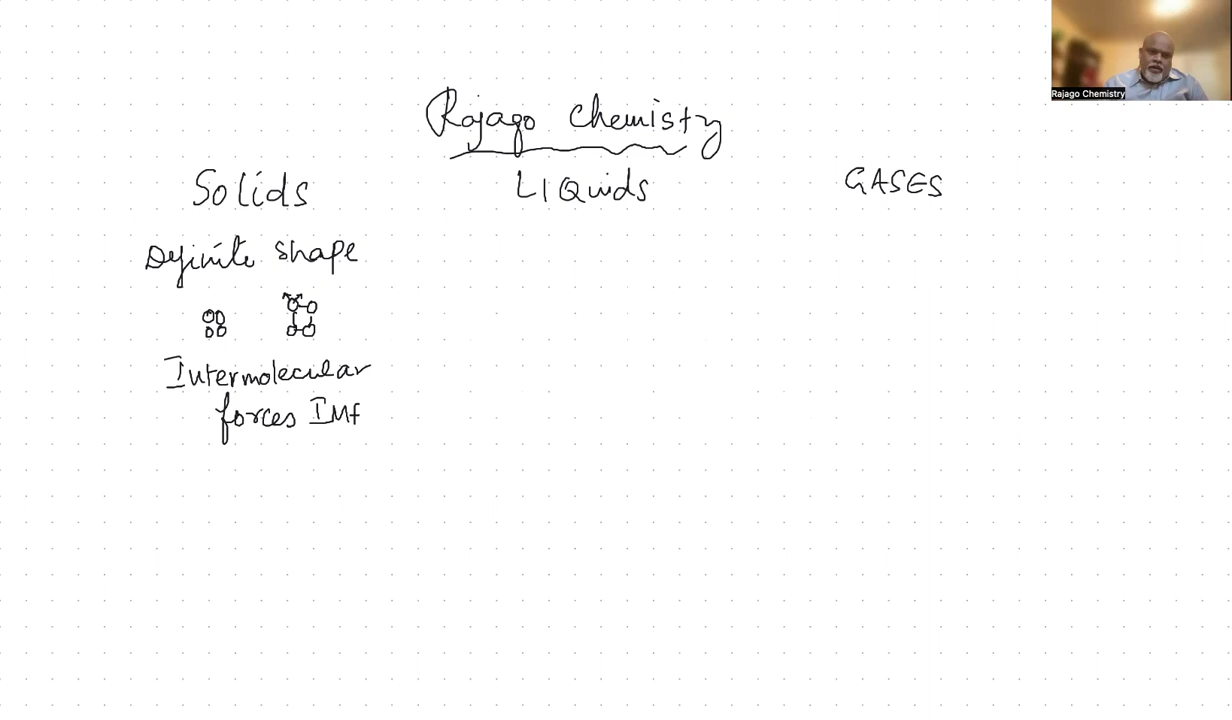 Rajago Chemistry
Rajago Chemistry
Solids
LIQuids
GASES
Definite shape
Intermolecular
forces IMf